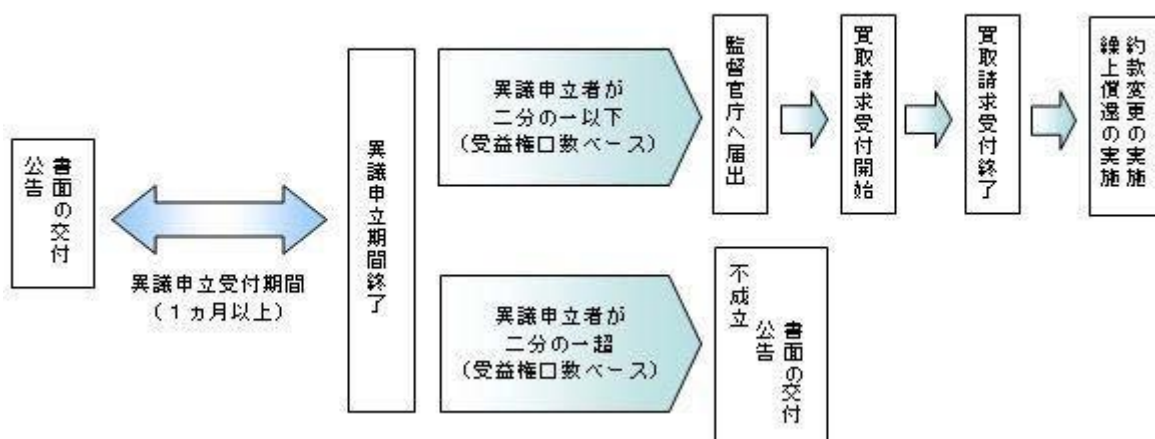 書面の交付
公告
異議申立受付期間
（１ヵ月以上）
異議申立期間終了
異議申立者が
二分の一以下
（受益権口数ベース）
監督官庁へ届出
買取請求受付開始
買取請求受付終了
約款変更の実施
繰上償還の実施
異議申立者が
二分の一超
（受益権口数ベース）
不成立
書面の交付
公告